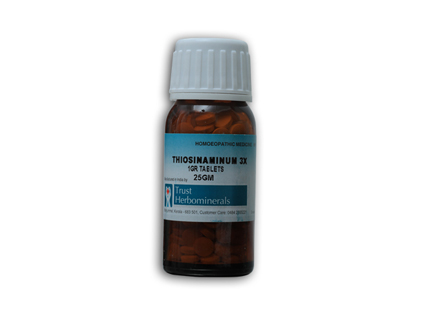 HOMOEOPATHIC MEDICINE
THIOSINAMINUM 3X
1GR TABLETS
25GM
Trust
Herbominerals